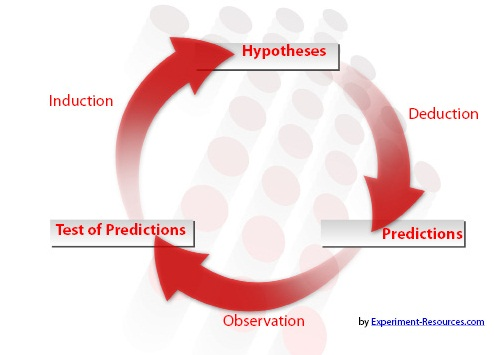 Hypotheses
Induction
Deduction
Test of Predictions
Predictions
Observation
by Experiment-Resources.com